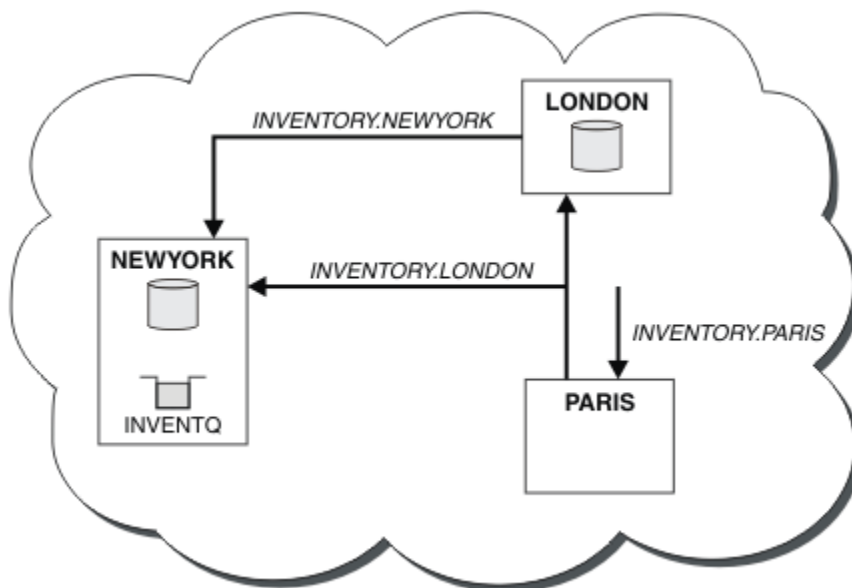 LONDON
INVENTORY.NEWYORK
NEWYORK
INVENTORY.LONDON
INVENTORY.PARIS
PARIS
INVENTQ